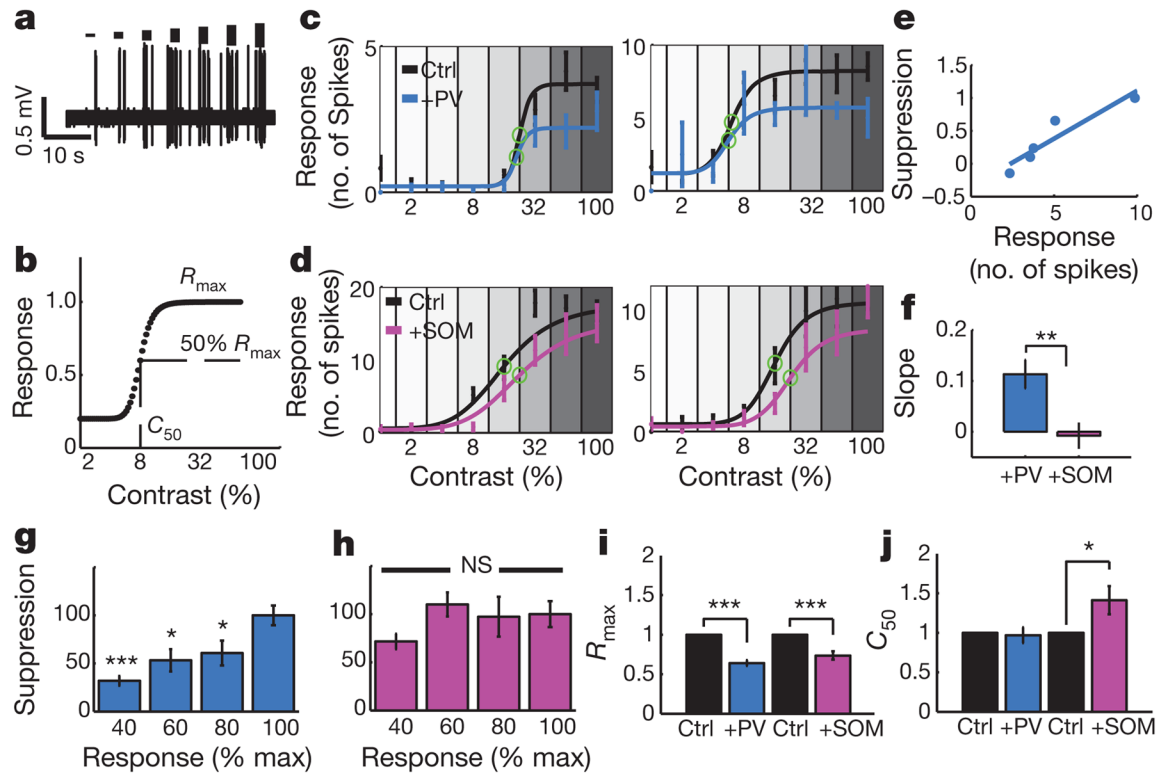 a
0.5 mV
10 s
b
Response
1.0
0.5
0
Rmax
50% Rmax
C50
2 8 32 100
Contrast (%)
c
Response
(no. of Spikes)
5
0
Ctrl
+PV
2 8 32 100
10
5
0
2 8 32 100
d
Response
(no. of spikes)
20
10
0
Ctrl
+SOM
2 8 32 100
Contrast (%)
10
5
0
2 8 32 100
Contrast (%)
e
Suppression
1.5
1
0.5
0
−0.5
0 5 10
Response
(no. of spikes)
f
Slope
0.2
0.1
0
**
+PV +SOM
g
Suppression
100
50
0
***
*
*
40 60 80 100
Response (% max)
h
100
50
0
NS
40 60 80 100
Response (% max)
i
Rmax
2
1.5
1
0.5
0
*** ***
Ctrl +PV Ctrl +SOM
j
C50
2
1.5
1
0.5
0
*
Ctrl +PV Ctrl +SOM